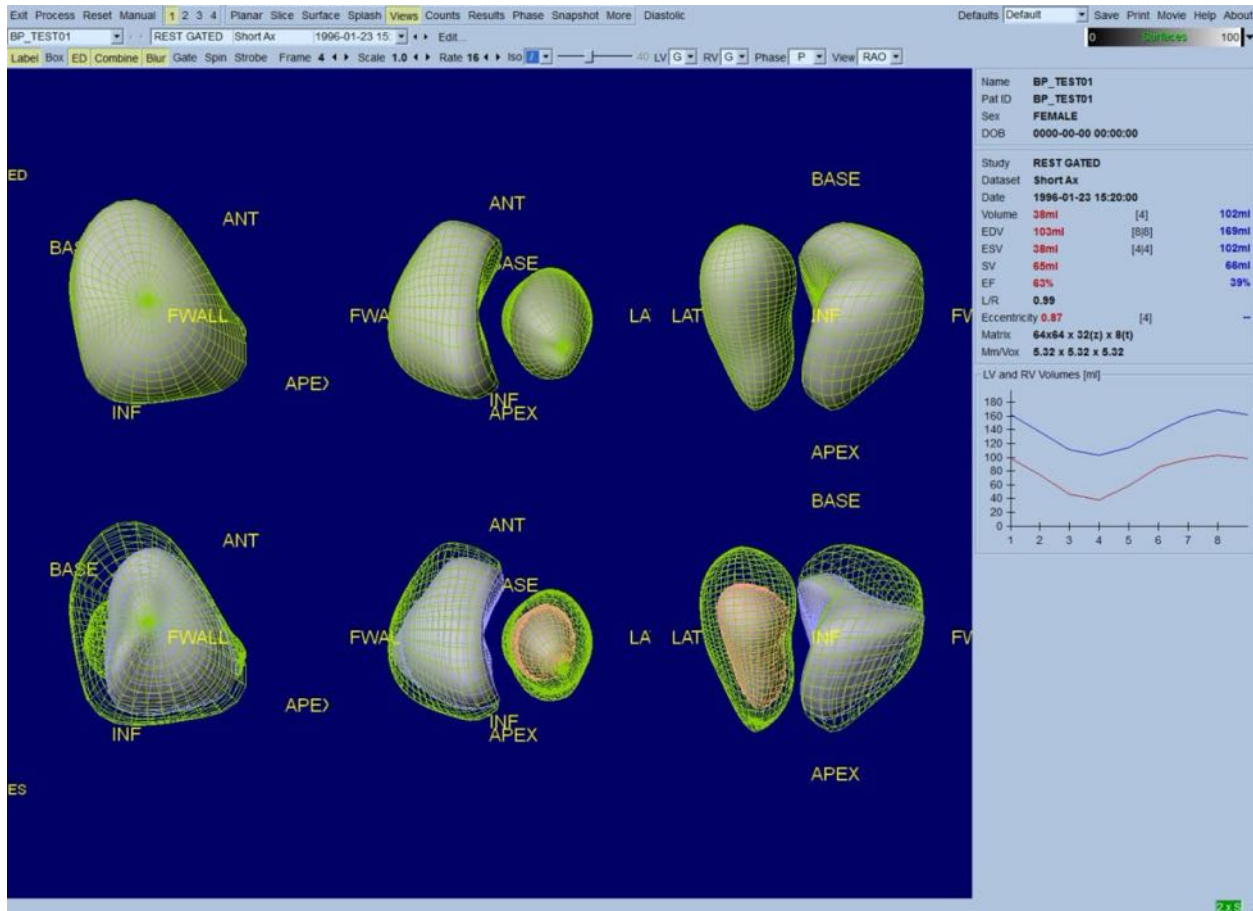 Exit Process Reset Manual 1 2 3 4 Planar Slice Surface Splash Views Counts Results Phase Snapshot More Diastolic Defaults Default Save Print Movie Help About
BP_TEST01 REST GATED Short Ax 1996-01-23 15: Edit... 0 Surfaces 100
Label Box ED Combine Blur Gate Spin Strobe Frame 4 Scale 1.0 Rate 16 Iso 40 LV G RV G Phase P View RAO
Name BP_TEST01
Pat ID BP_TEST01
Sex FEMALE
DOB 0000-00-00 00:00:00
Study REST GATED
Dataset Short Ax
Date 1996-01-23 15:20:00
Volume 38ml [4] 102ml
EDV 103ml [8|8] 169ml
ESV 38ml [4|4] 102ml
SV 65ml 66ml
EF 63% 39%
L/R 0.99
Eccentricity 0.87 [4] --
Matrix 64x64 x 32(z) x 8(t)
Mm/Vox 5.32 x 5.32 x 5.32
LV and RV Volumes [ml]
180
160
140
120
100
80
60
40
20
0
1 2 3 4 5 6 7 8
ED
BASE
ANT ANT
BAS BASE
FWALL FWA LA LAT INF FW
APEX
INF INF
APEX
APEX
BASE
ANT ANT
BASE BASE
FWALL FWAL LA LAT INF FW
APEX
INF INF
APEX
APEX
ES
2 x S